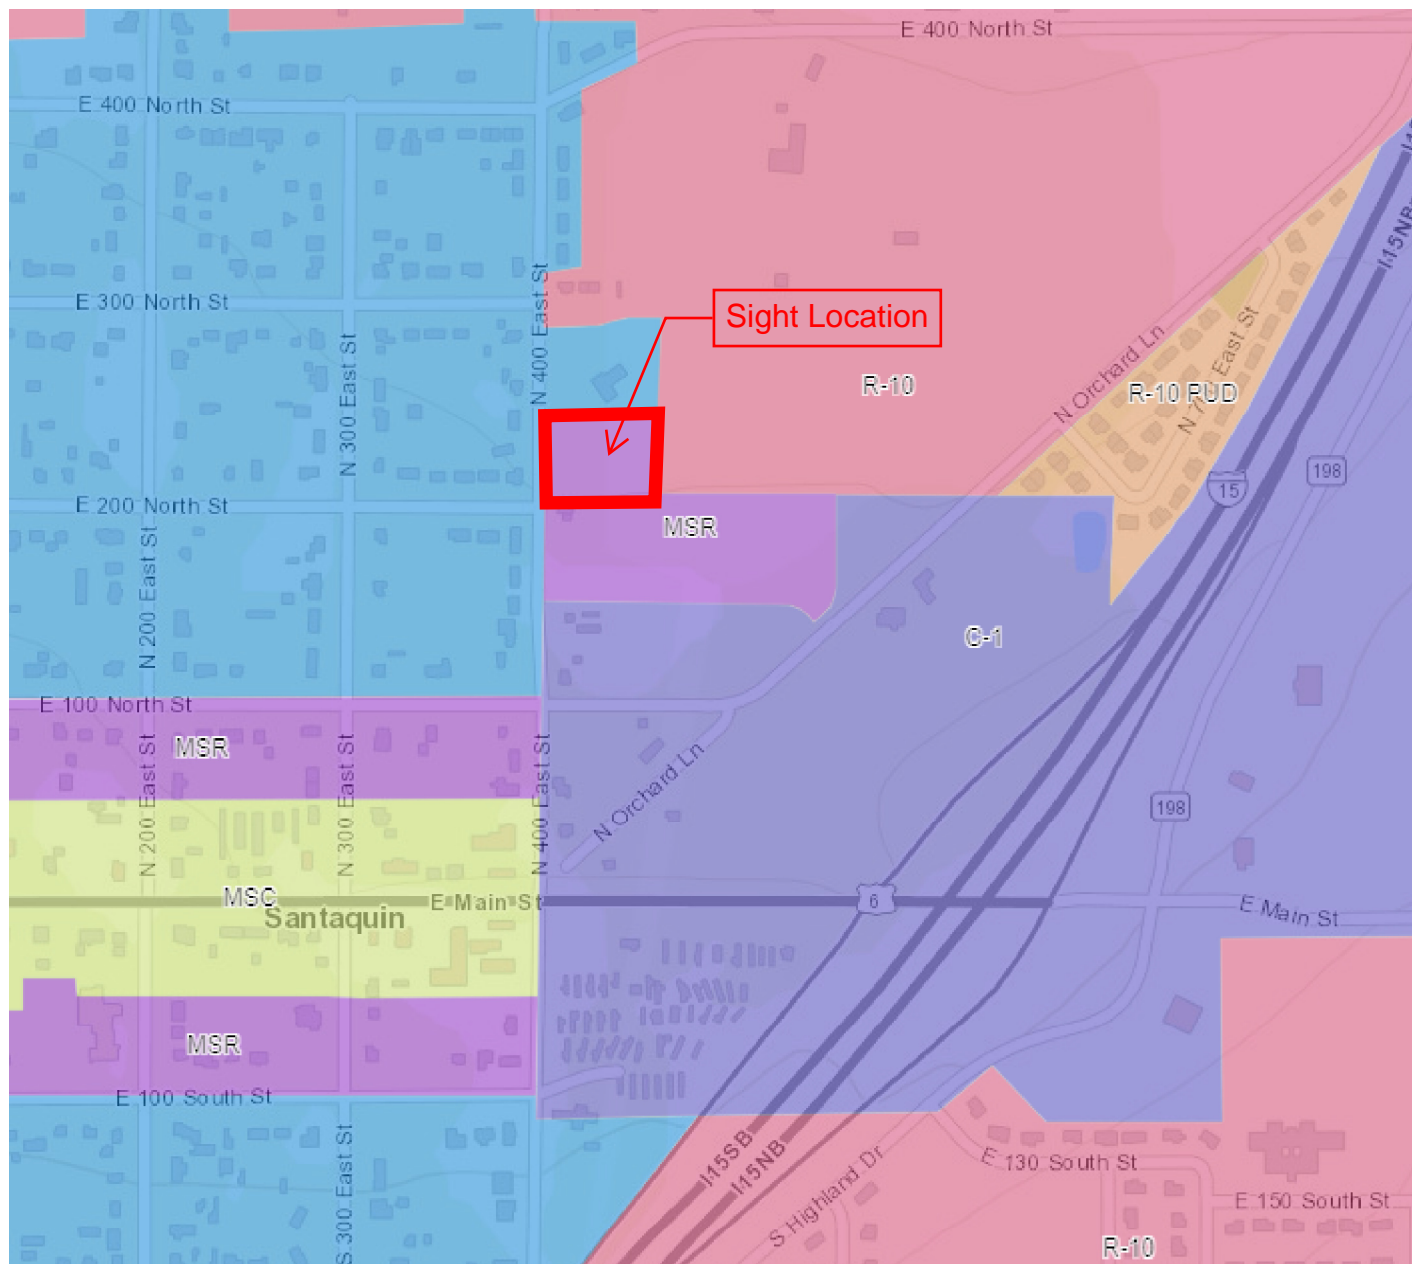 E 400 North St
E 400 North St
I15NB
E 300 North St
N 400 East St
Sight Location
N 300 East St
R-10
N Orchard Ln
R-10 PUD
East St
15
198
E 200 North St
MSR
N 200 East St
C-1
E 100 North St
MSR
N 200 East St
N 300 East St
N 400 East St
N Orchard Ln
198
MSC
Santaquin
E Main St
6
E Main St
MSR
E 100 South St
S 300 East St
I15SB
I15NB
S Highland Dr
E 130 South St
E 150 South St
R-10